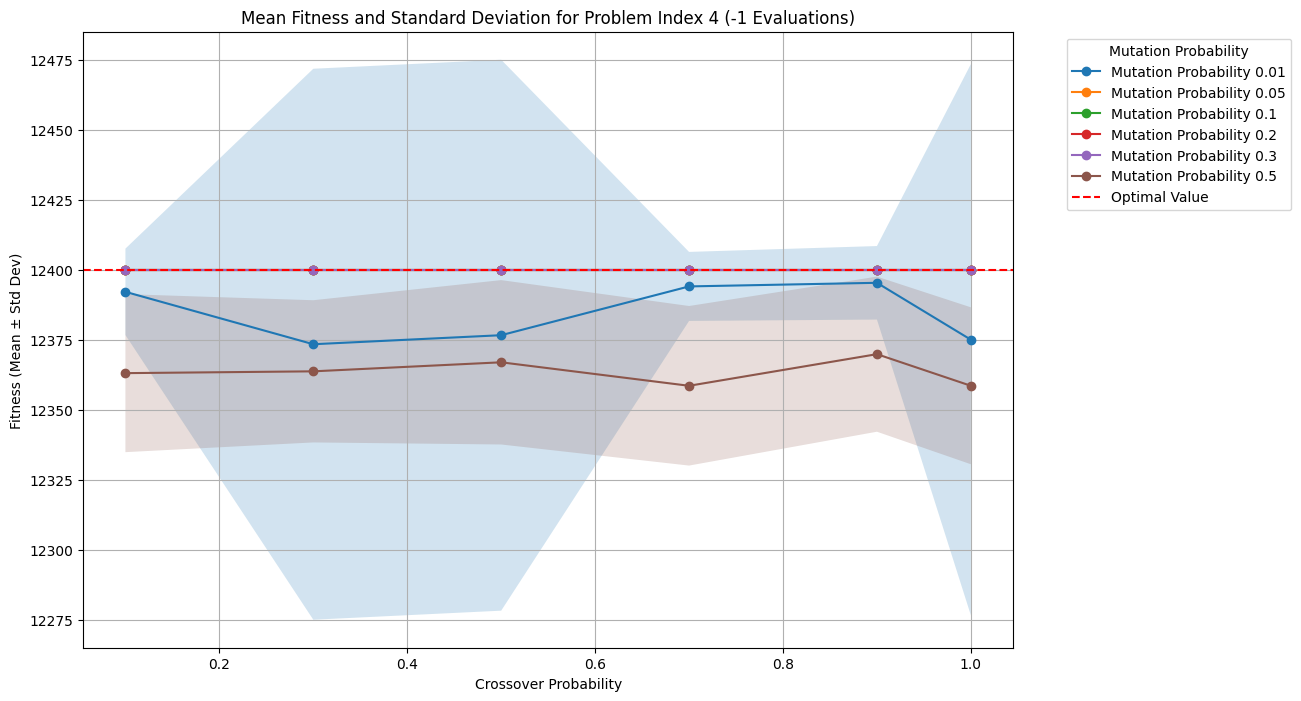 Mean Fitness and Standard Deviation for Problem Index 4 (-1 Evaluations)
Fitness (Mean ± Std Dev)
12475
12450
12425
12400
12375
12350
12325
12300
12275
0.2
0.4
0.6
0.8
1.0
Crossover Probability
Mutation Probability
Mutation Probability 0.01
Mutation Probability 0.05
Mutation Probability 0.1
Mutation Probability 0.2
Mutation Probability 0.3
Mutation Probability 0.5
Optimal Value